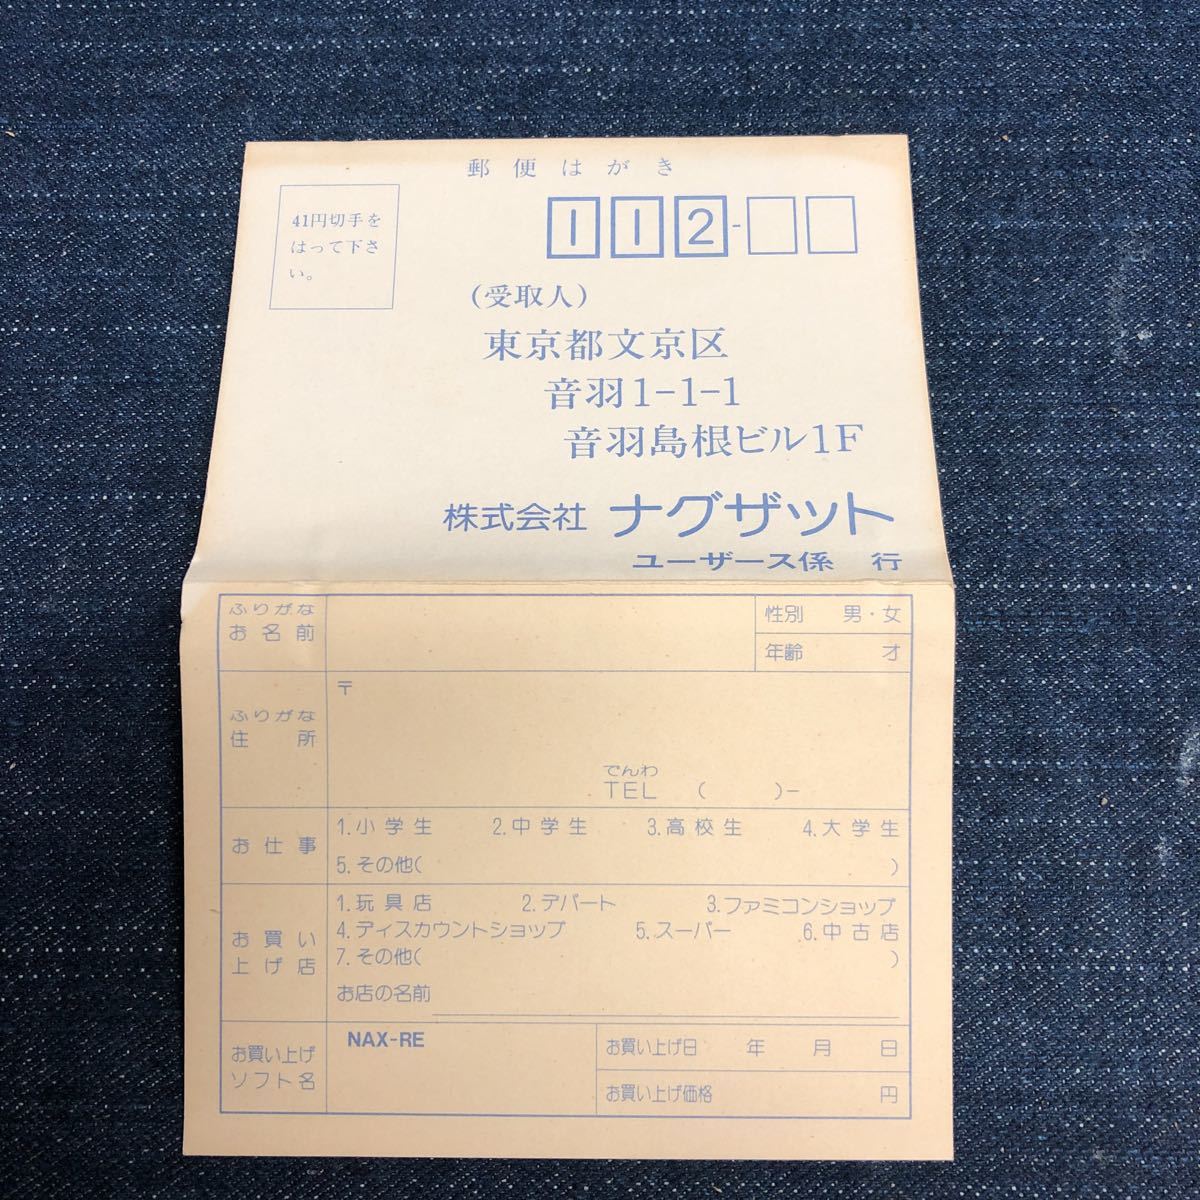 郵便はがき
41円切手を
はって下さ
い。
112-
(受取人)
東京都文京区
音羽1-1-1
音羽島根ビル1F
株式会社 ナグザット
ユーザース係 行
ふりがな
お名前
性別 男・女
年齢 才
ふりがな
住所
〒
でんわ
TEL ( )-
お仕事
1.小学生 2.中学生 3.高校生 4.大学生
5.その他( )
お買い
上げ店
1.玩具店 2.デパート 3.ファミコンショップ
4.ディスカウントショップ 5.スーパー 6.中古店
7.その他( )
お店の名前
お買い上げ
ソフト名
NAX-RE
お買い上げ日 年 月 日
お買い上げ価格 円